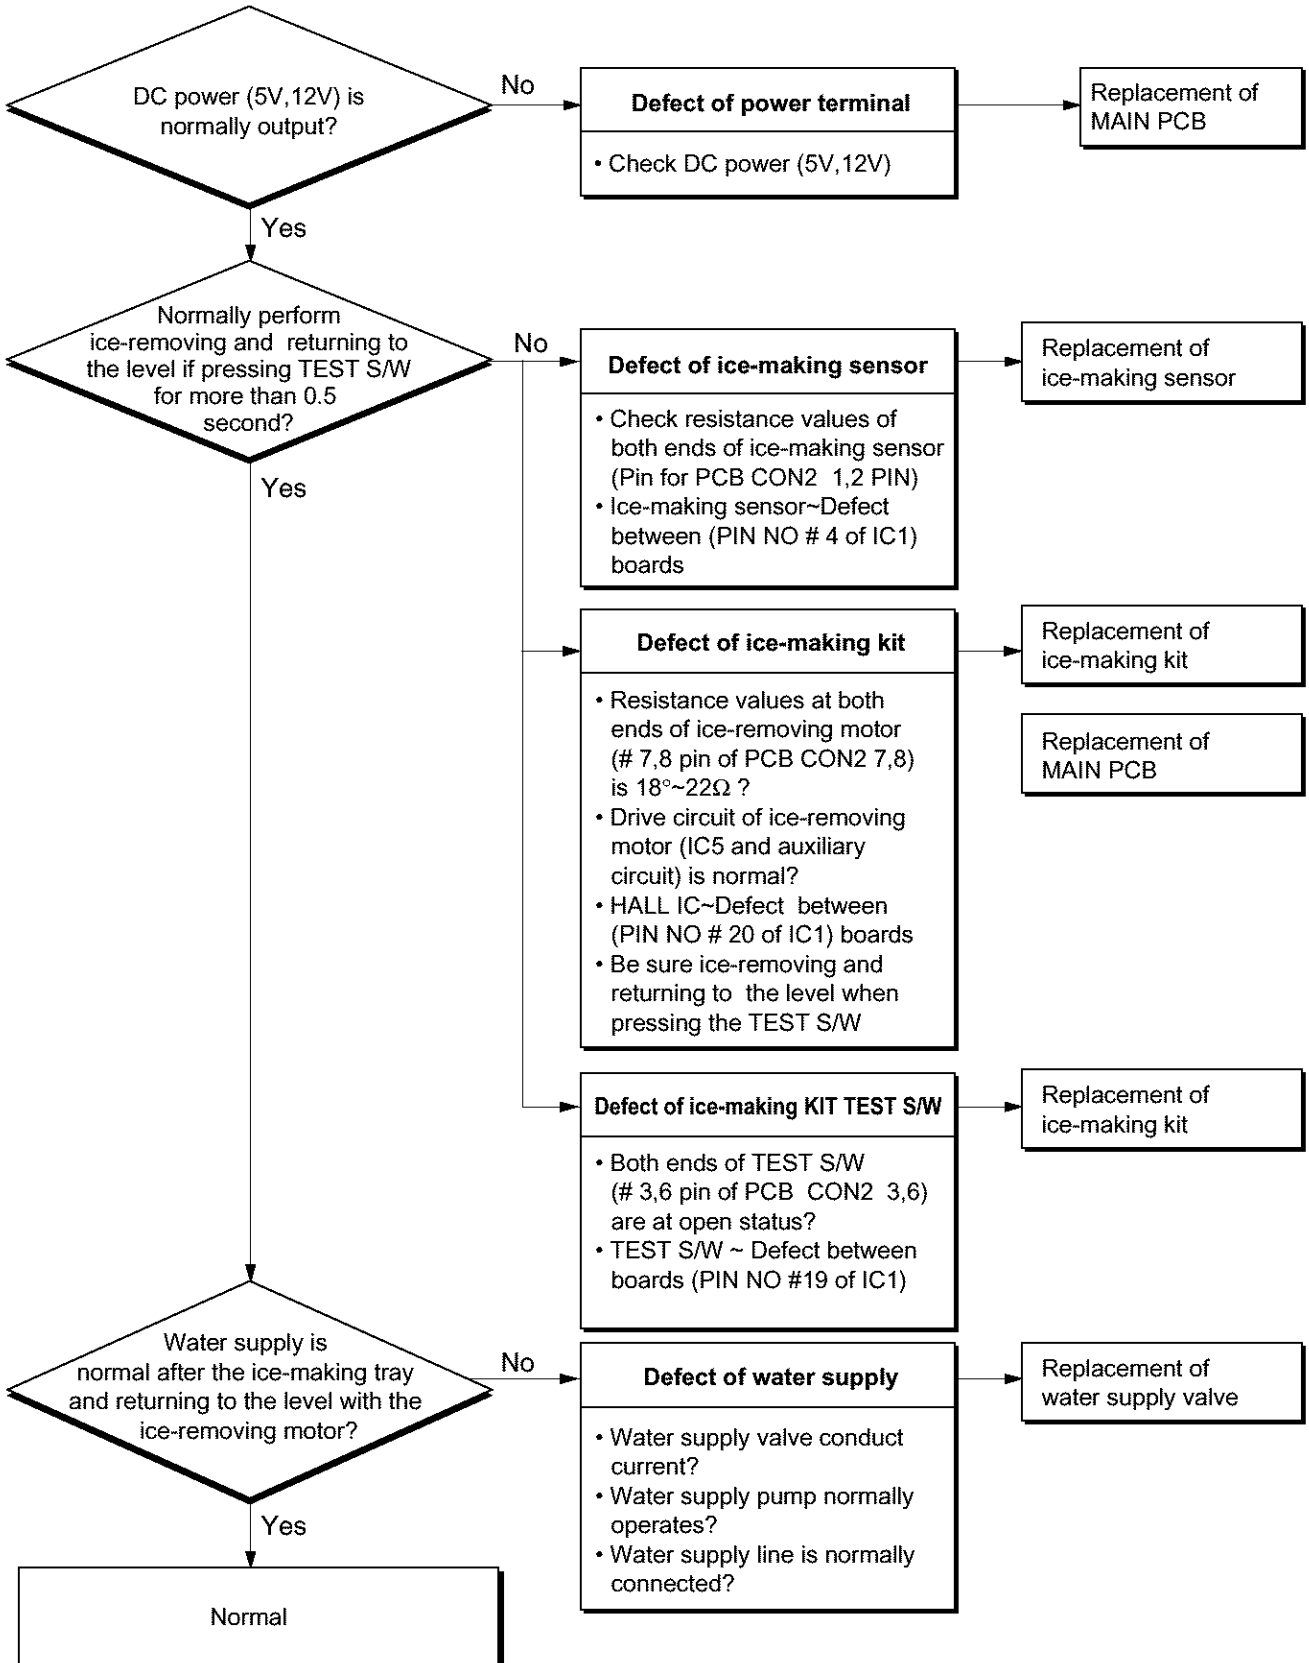 DC power (5V,12V) is
normally output?
No
Defect of power terminal
• Check DC power (5V,12V)
Replacement of
MAIN PCB
Yes
Normally perform
ice-removing and returning to
the level if pressing TEST S/W
for more than 0.5
second?
No
Defect of ice-making sensor
• Check resistance values of
both ends of ice-making sensor
(Pin for PCB CON2 1,2 PIN)
• Ice-making sensor~Defect
between (PIN NO # 4 of IC1)
boards
Replacement of
ice-making sensor
Yes
Defect of ice-making kit
• Resistance values at both
ends of ice-removing motor
(# 7,8 pin of PCB CON2 7,8)
is 18°~22Ω ?
• Drive circuit of ice-removing
motor (IC5 and auxiliary
circuit) is normal?
• HALL IC~Defect between
(PIN NO # 20 of IC1) boards
• Be sure ice-removing and
returning to the level when
pressing the TEST S/W
Replacement of
ice-making kit
Replacement of
MAIN PCB
Defect of ice-making KIT TEST S/W
• Both ends of TEST S/W
(# 3,6 pin of PCB CON2 3,6)
are at open status?
• TEST S/W ~ Defect between
boards (PIN NO #19 of IC1)
Replacement of
ice-making kit
Water supply is
normal after the ice-making tray
and returning to the level with the
ice-removing motor?
No
Defect of water supply
• Water supply valve conduct
current?
• Water supply pump normally
operates?
• Water supply line is normally
connected?
Replacement of
water supply valve
Yes
Normal